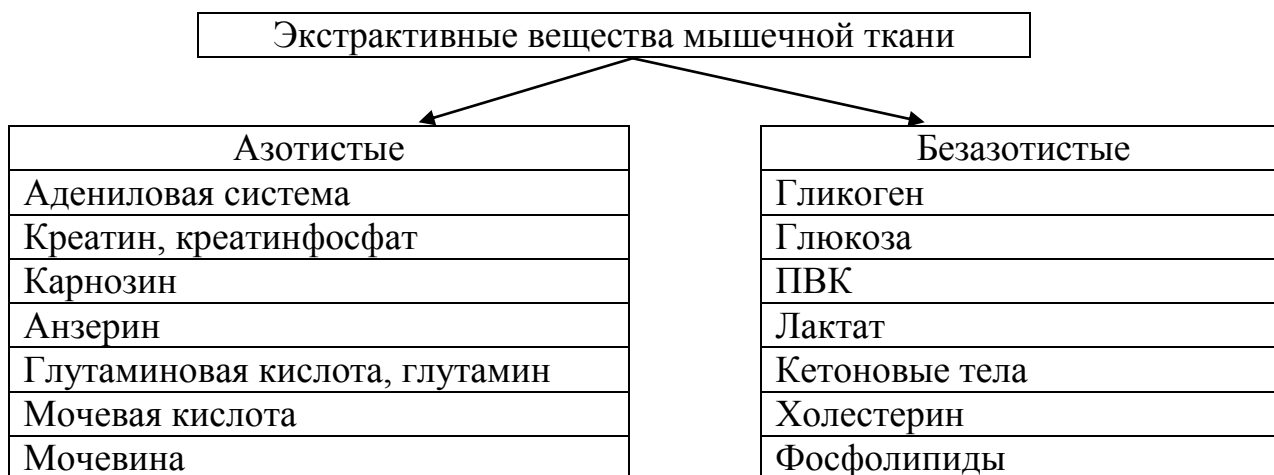 Экстрактивные вещества мышечной ткани
Азотистые
Адениловая система
Креатин, креатинфосфат
Карнозин
Анзерин
Глутаминовая кислота, глутамин
Мочевая кислота
Мочевина
Безазотистые
Гликоген
Глюкоза
ПВК
Лактат
Кетоновые тела
Холестерин
Фосфолипиды